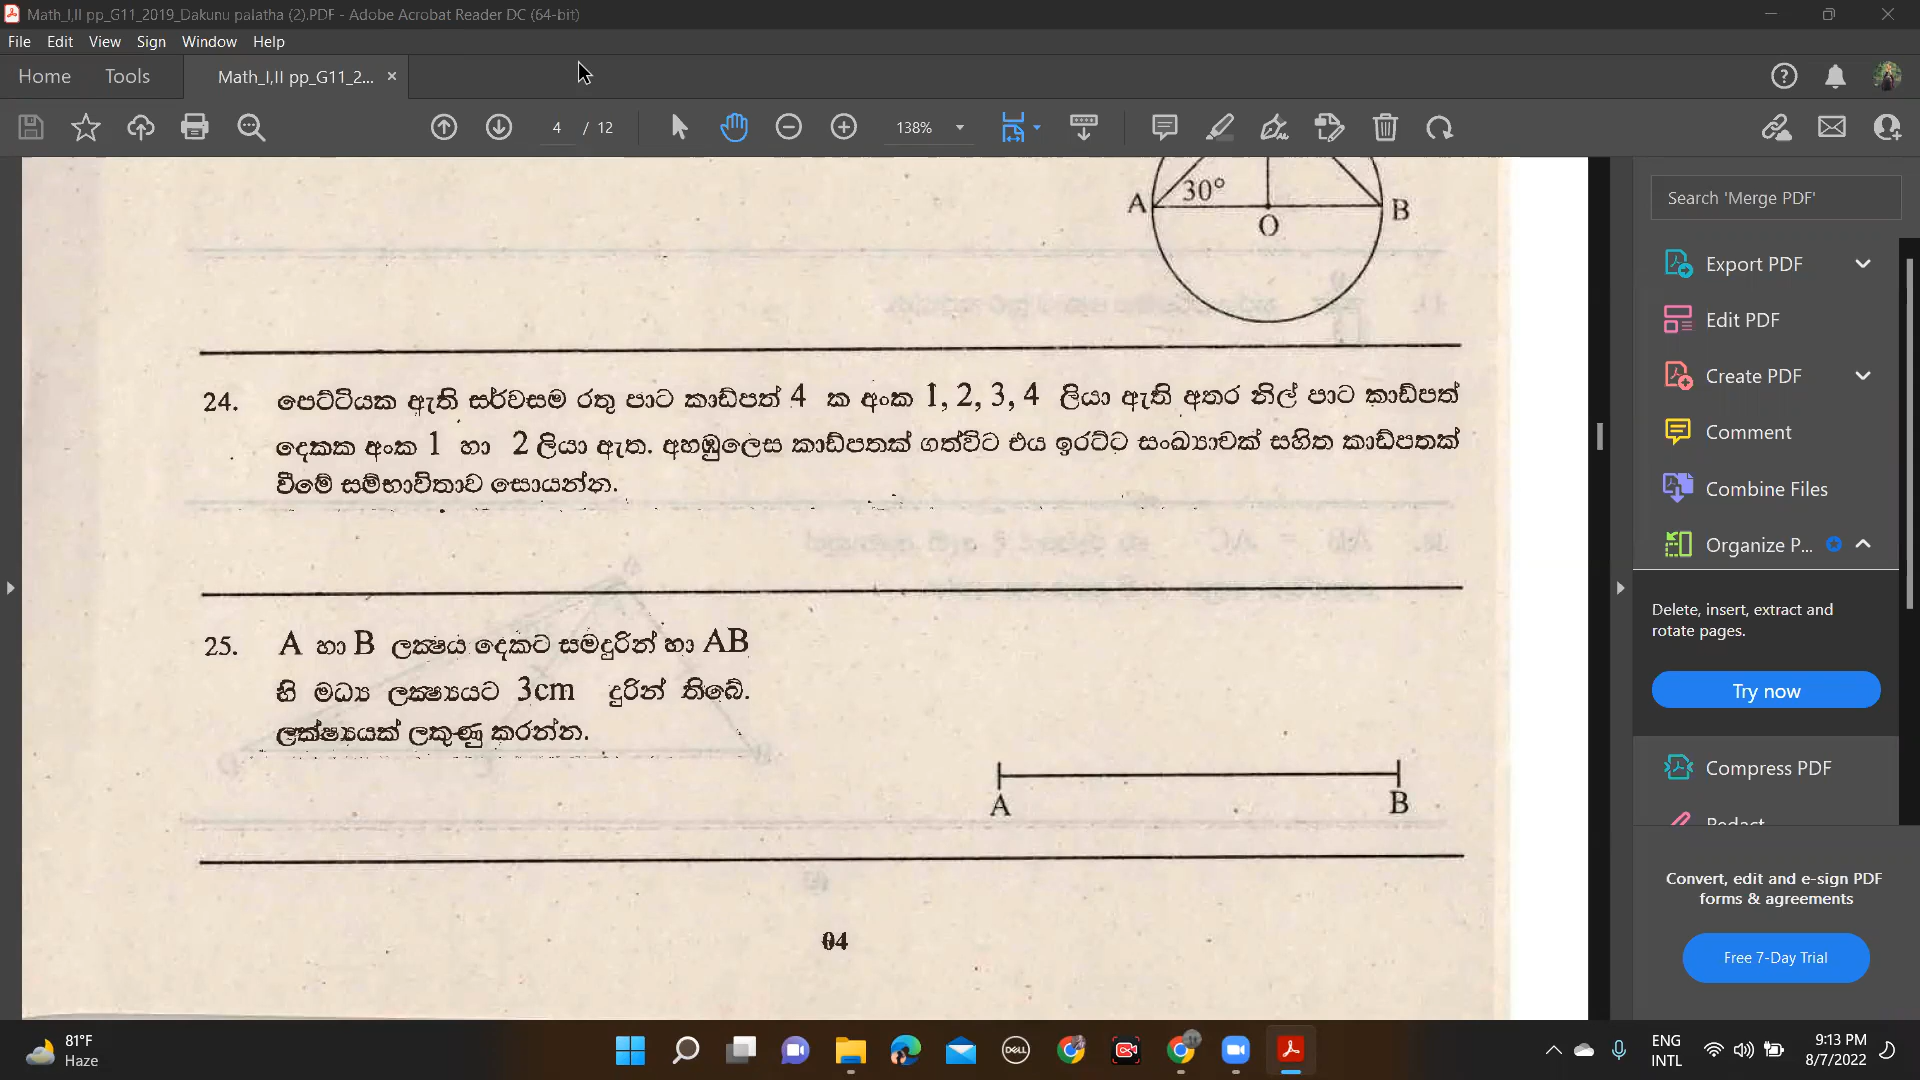 Math_I,II pp_G11_2019_Dakunu palatha (2).PDF - Adobe Acrobat Reader DC (64-bit)
File Edit View Sign Window Help
Home Tools Math_I,II pp_G11_2... ×
4 / 12 138%
Search 'Merge PDF'
Export PDF
Edit PDF
Create PDF
Comment
Combine Files
Organize P...
Delete, insert, extract and
rotate pages.
Try now
Compress PDF
Redact
Convert, edit and e-sign PDF
forms & agreements
Free 7-Day Trial
A 30° B
O
24. පෙට්ටියක ඇති සර්වසම රතු පාට කාඩ්පත් 4 ක අංක 1, 2, 3, 4 ලියා ඇති අතර නිල් පාට කාඩ්පත්
දෙකක අංක 1 හා 2 ලියා ඇත. අහඹුලෙස කාඩ්පතක් ගත්විට එය ඉරට්ට සංඛ්‍යාවක් සහිත කාඩ්පතක්
වීමේ සම්භාවිතාව සොයන්න.
25. A හා B ලක්‍ෂය දෙකට සමදුරින් හා AB
හි මධ්‍ය ලක්‍ෂ්‍යයට 3cm දුරින් තිබේ.
ලක්ෂ්‍යයක් ලකුණු කරන්න.
A B
04
81°F
Haze
DELL
ENG
INTL
9:13 PM
8/7/2022